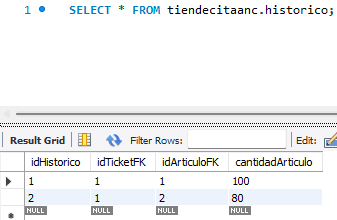 1 SELECT * FROM tiendecitaanc.historico;
Result Grid Filter Rows: Edit:
idHistorico idTicketFK idArticuloFK cantidadArticulo
1 1 1 100
2 1 2 80
NULL NULL NULL NULL